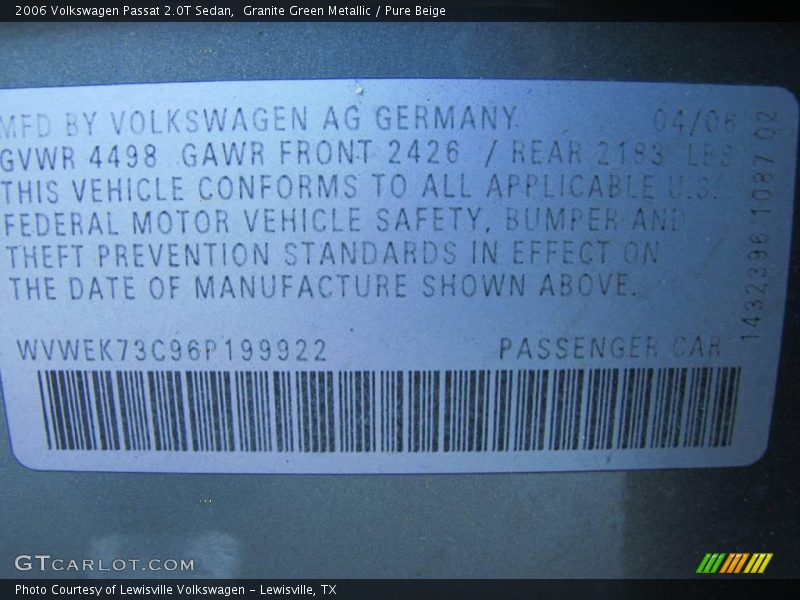 2006 Volkswagen Passat 2.0T Sedan,  Granite Green Metallic / Pure Beige
MFD BY VOLKSWAGEN AG GERMANY 04/06
GVWR 4498 GAWR FRONT 2426 / REAR 2183 LBS
THIS VEHICLE CONFORMS TO ALL APPLICABLE U.S.
FEDERAL MOTOR VEHICLE SAFETY, BUMPER AND
THEFT PREVENTION STANDARDS IN EFFECT ON
THE DATE OF MANUFACTURE SHOWN ABOVE.
1432396 1087 02
WVWEK73C96P199922 PASSENGER CAR
GTCARLOT.COM
Photo Courtesy of Lewisville Volkswagen - Lewisville, TX